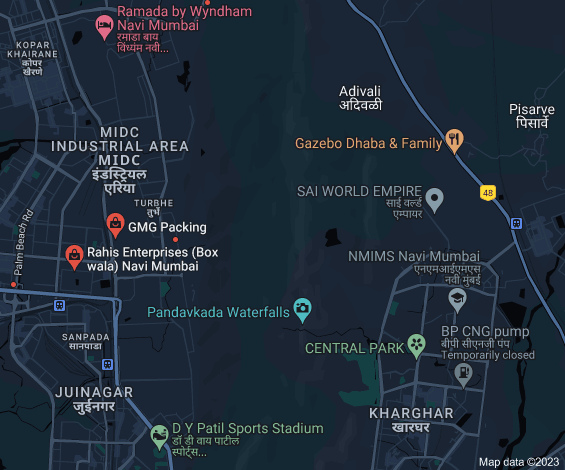 Ramada by Wyndham
Navi Mumbai
रमाडा बाय
विंध्यम नवी...
KOPAR
KHAIRANE
कोपर
खैरणे
Adivali
अदिवळी
Pisarve
पिसार्वे
MIDC
INDUSTRIAL AREA
MIDC
इंडस्ट्रियल
एरिया
Gazebo Dhaba & Family
SAI WORLD EMPIRE
साई वर्ल्ड
एम्पायर
48
TURBHE
तुर्भे
GMG Packing
Palm Beach Rd
Rahis Enterprises (Box
wala) Navi Mumbai
NMIMS Navi Mumbai
एनएमआईएमएस
नवी मुंबई
Pandavkada Waterfalls
BP CNG pump
बीपी सीएनजी पंप
Temporarily closed
SANPADA
सानपाडा
CENTRAL PARK
JUINAGAR
जुईनगर
KHARGHAR
खारघर
D Y Patil Sports Stadium
डॉ डी वाय पाटील
स्पोर्ट्स...
Map data ©2023